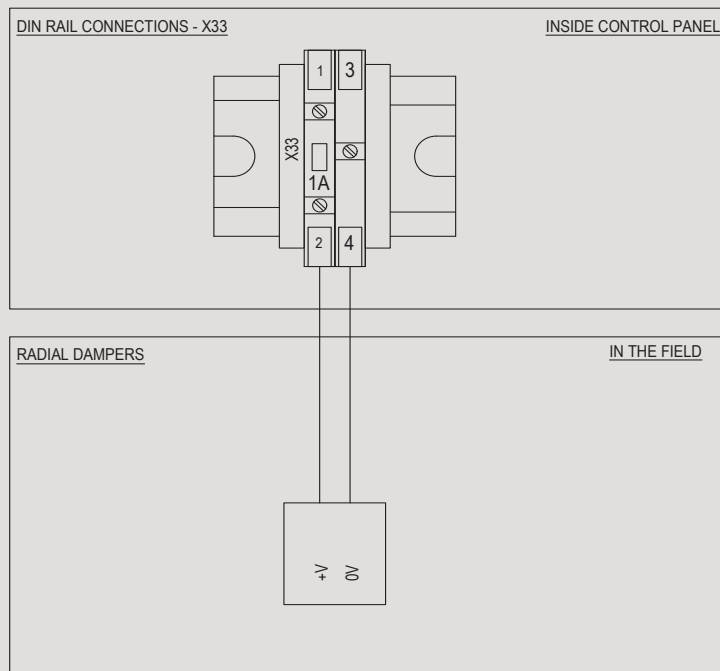 DIN RAIL CONNECTIONS - X33
INSIDE CONTROL PANEL
1
3
X33
1A
2
4
RADIAL DAMPERS
IN THE FIELD
+V
0V